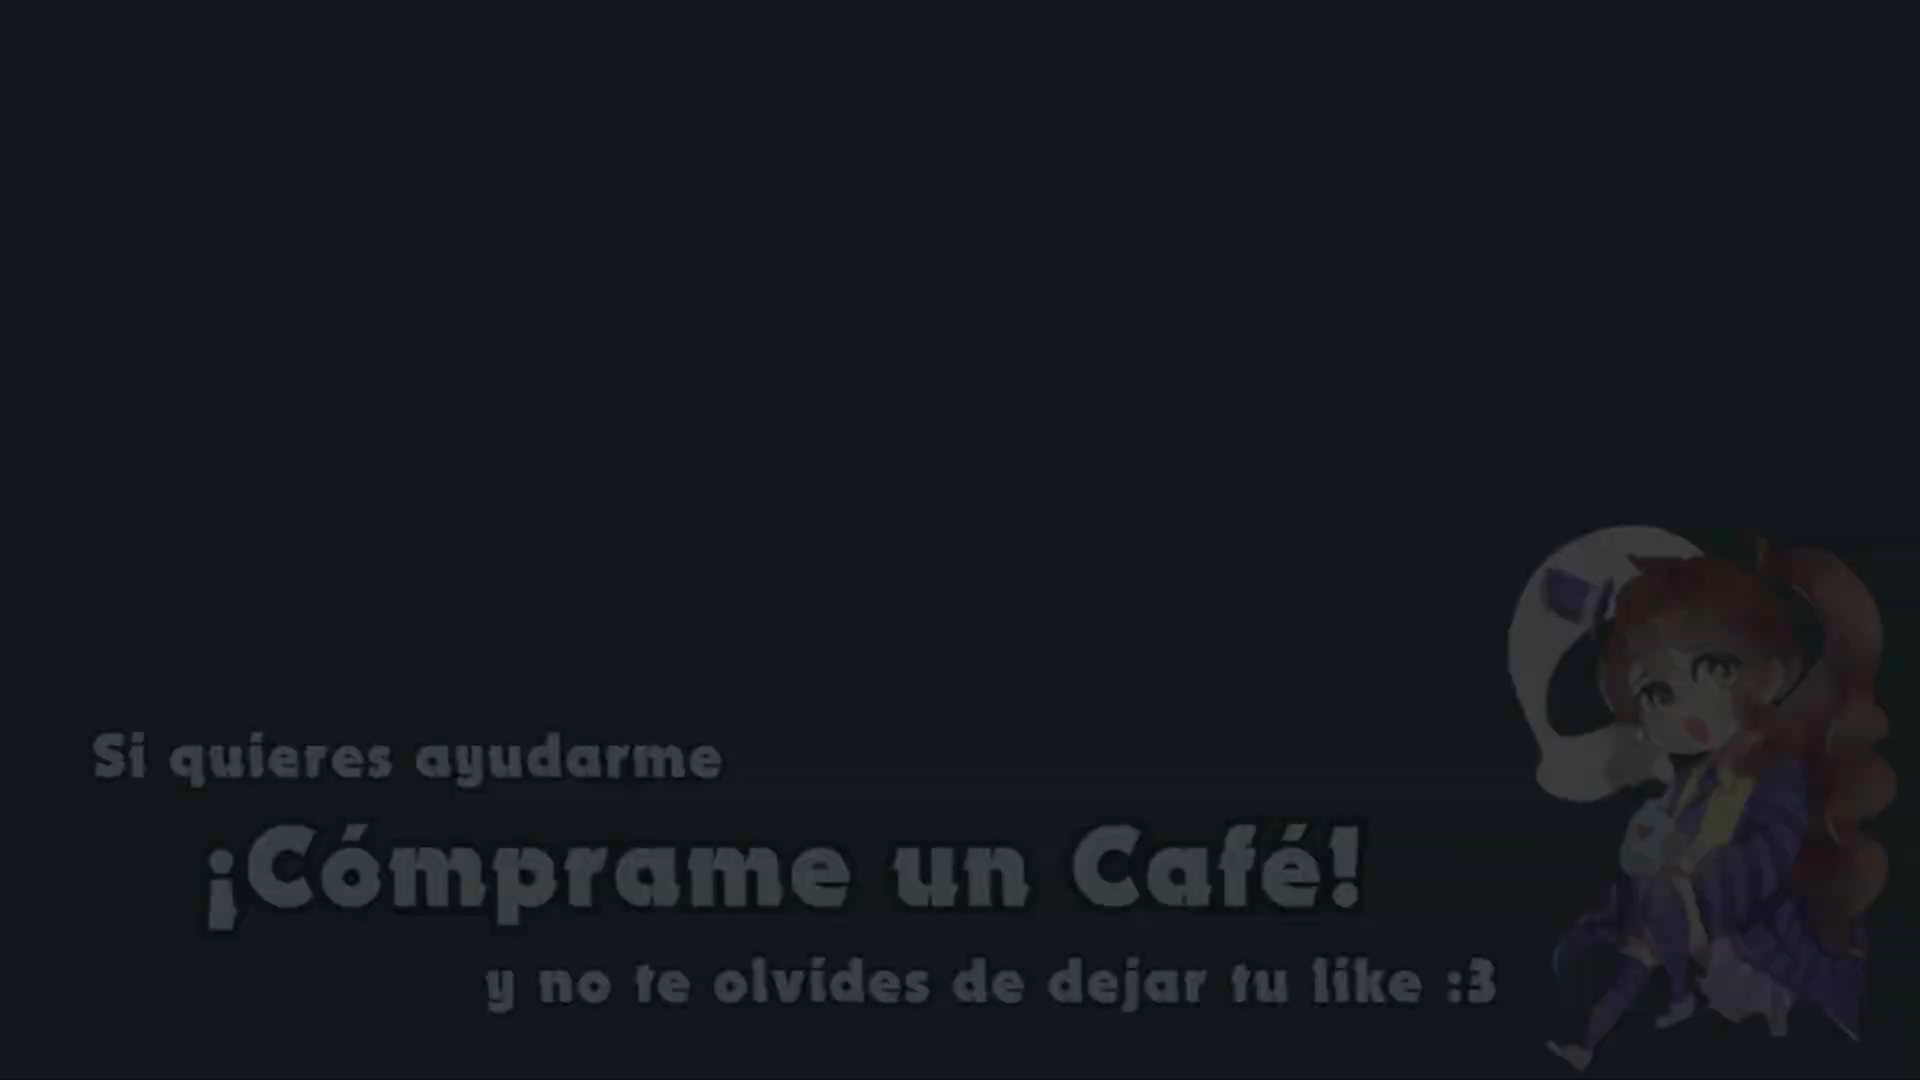 Si quieres ayudarme
¡Cómprame un Café!
y no te olvides de dejar tu like :3